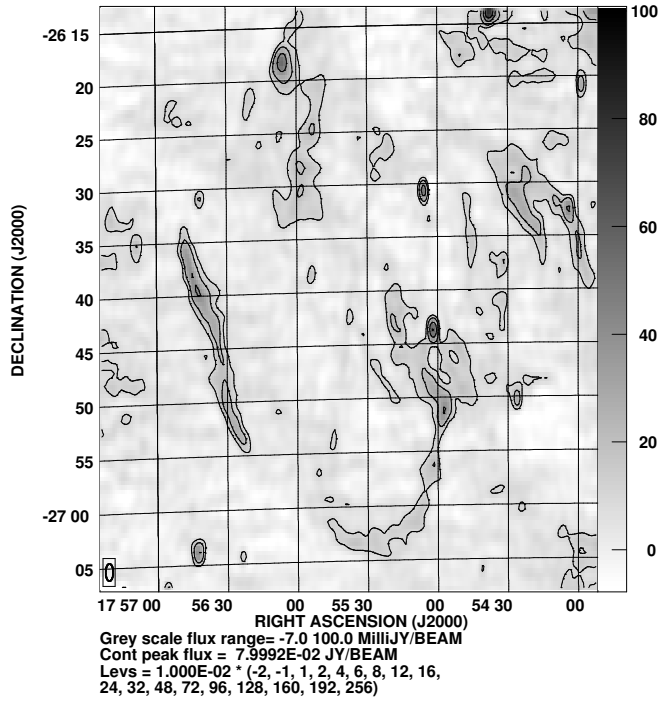 100
-26 15
20
80
25
30
60
35
DECLINATION (J2000)
40
40
45
50
20
55
-27 00
0
05
17 57 00 56 30 00 55 30 00 54 30 00
RIGHT ASCENSION (J2000)
Grey scale flux range= -7.0 100.0 MilliJY/BEAM
Cont peak flux = 7.9992E-02 JY/BEAM
Levs = 1.000E-02 * (-2, -1, 1, 2, 4, 6, 8, 12, 16,
24, 32, 48, 72, 96, 128, 160, 192, 256)